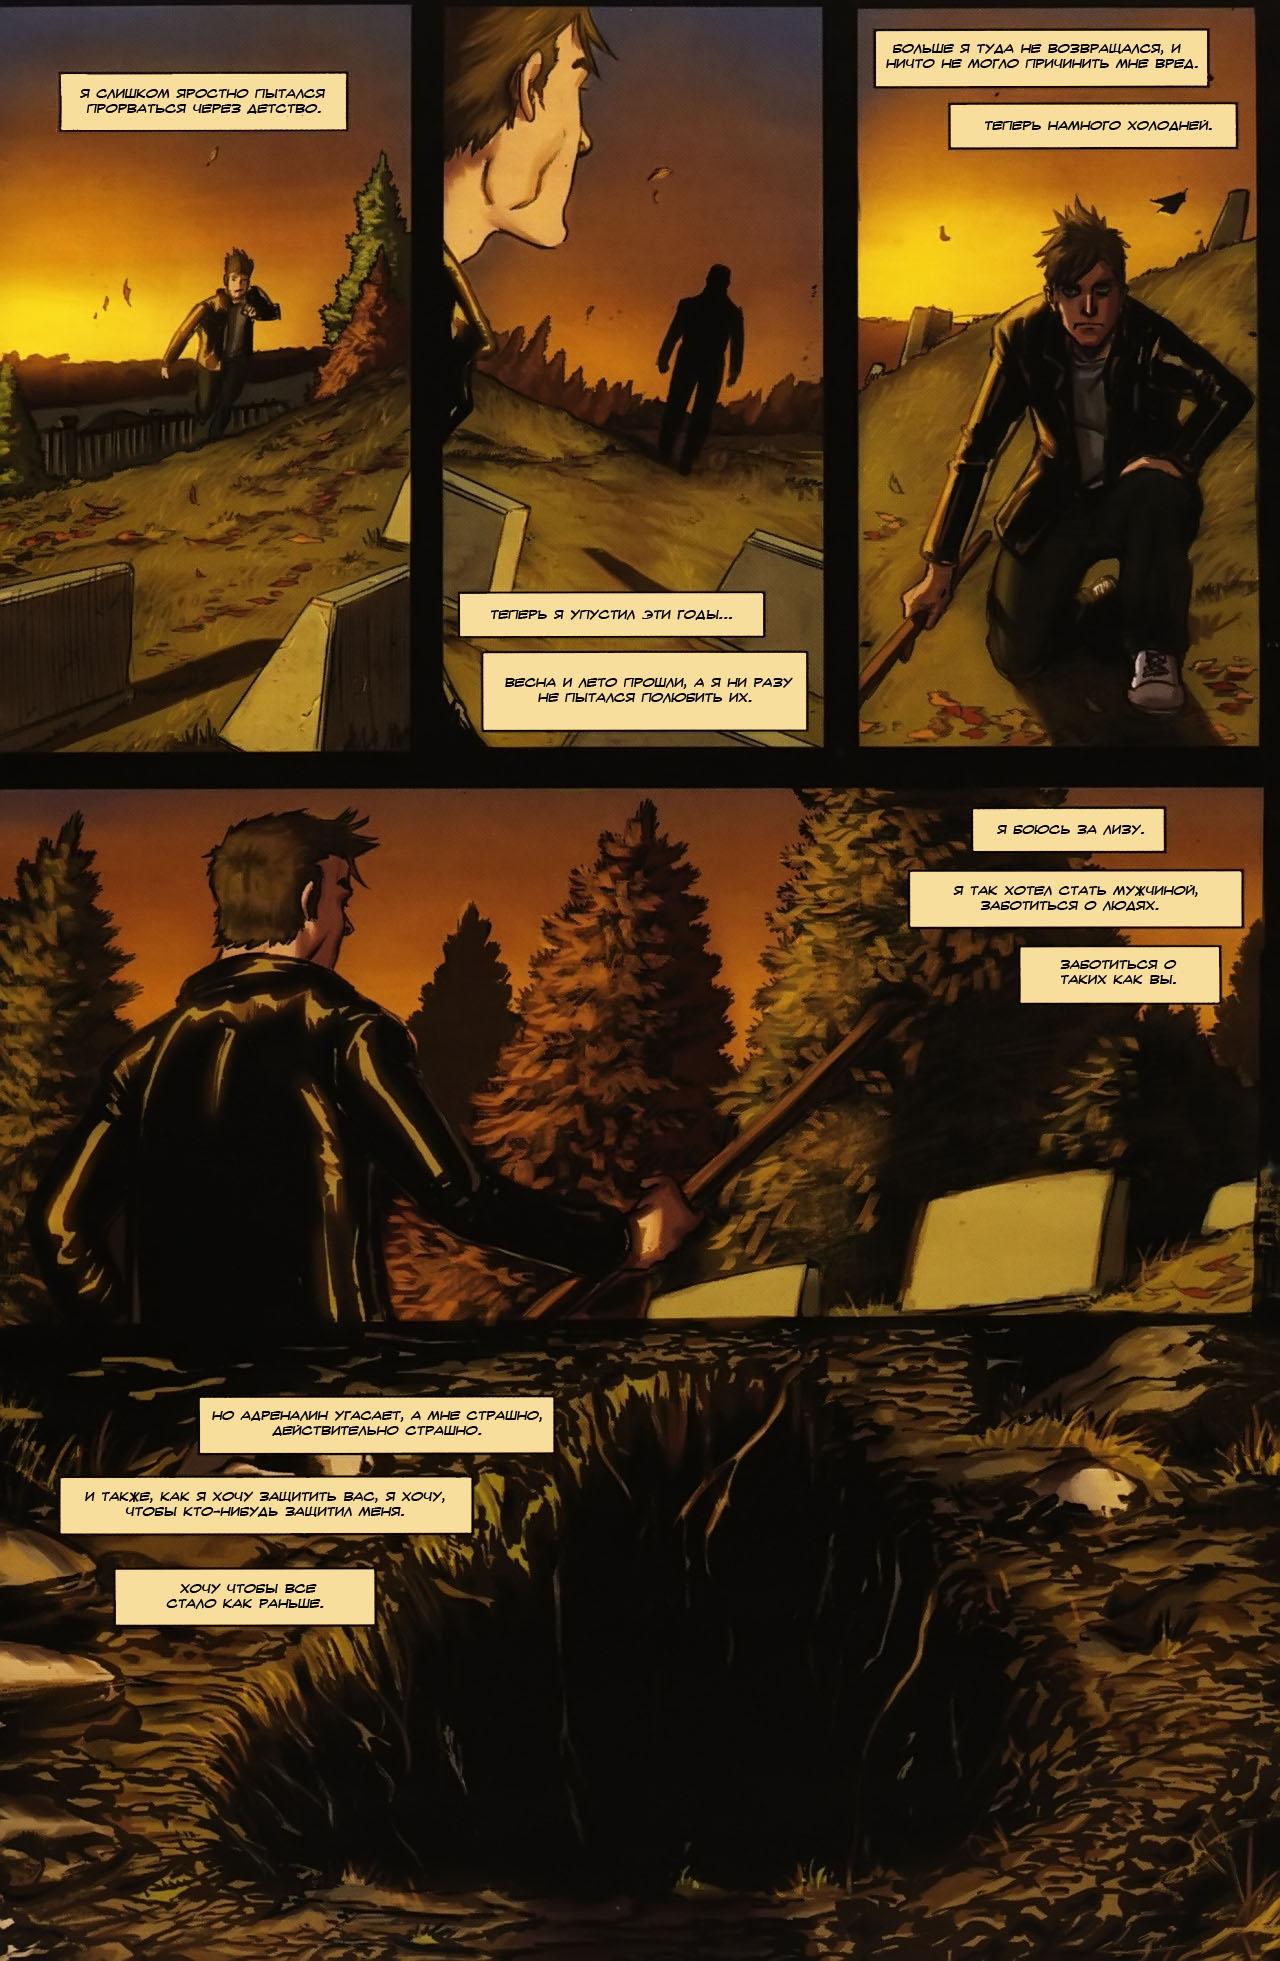 Я СЛИШКОМ ЯРОСТНО ПЫТАЛСЯ
ПРОРВАТЬСЯ ЧЕРЕЗ ДЕТСТВО.
ТЕПЕРЬ Я УПУСТИЛ ЭТИ ГОДЫ...
ВЕСНА И ЛЕТО ПРОШЛИ, А Я НИ РАЗУ
НЕ ПЫТАЛСЯ ПОЛЮБИТЬ ИХ.
БОЛЬШЕ Я ТУДА НЕ ВОЗВРАЩАЛСЯ, И
НИЧТО НЕ МОГЛО ПРИЧИНИТЬ МНЕ ВРЕД.
ТЕПЕРЬ НАМНОГО ХОЛОДНЕЙ.
Я БОЮСЬ ЗА ЛИЗУ.
Я ТАК ХОТЕЛ СТАТЬ МУЖЧИНОЙ,
ЗАБОТИТЬСЯ О ЛЮДЯХ.
ЗАБОТИТЬСЯ О
ТАКИХ КАК ВЫ.
НО АДРЕНАЛИН УГАСАЕТ, А МНЕ СТРАШНО,
ДЕЙСТВИТЕЛЬНО СТРАШНО.
И ТАКЖЕ, КАК Я ХОЧУ ЗАЩИТИТЬ ВАС, Я ХОЧУ,
ЧТОБЫ КТО-НИБУДЬ ЗАЩИТИЛ МЕНЯ.
ХОЧУ ЧТОБЫ ВСЕ
СТАЛО КАК РАНЬШЕ.